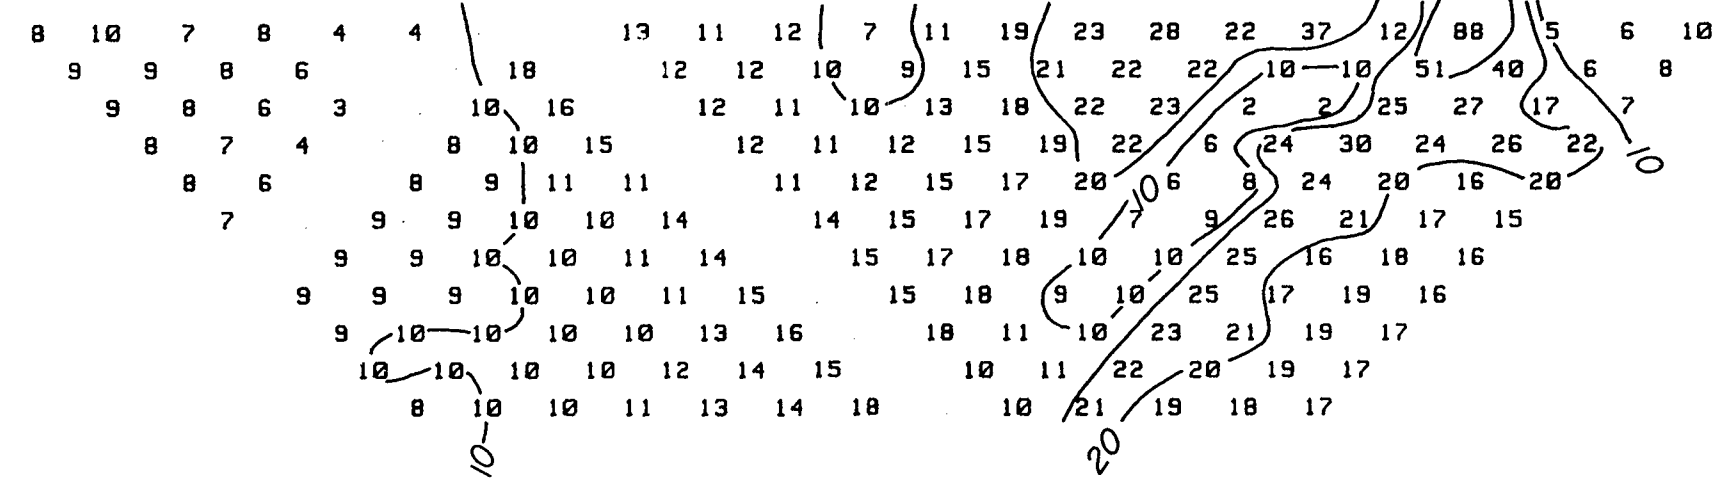 8 10 7 8 4 4 13 11 12 7 11 19 23 28 22 37 12 88 5 6 10
9 9 8 6 18 12 12 10 9 15 21 22 22 10 10 51 40 6 8
9 8 6 3 10 16 12 11 10 13 18 22 23 2 2 25 27 17 7
8 7 4 8 10 15 12 11 12 15 19 22 6 24 30 24 26 22 10
8 6 8 9 11 11 11 12 15 17 20 10 6 8 24 20 16 20
7 9 9 10 10 14 14 15 17 19 7 9 26 21 17 15
9 9 10 10 11 14 15 17 18 10 10 25 16 18 16
9 9 9 10 10 11 15 15 18 9 10 25 17 19 16
9 10 10 10 10 13 16 18 11 10 23 21 19 17
10 10 10 10 12 14 15 10 11 22 20 19 17
8 10 10 11 13 14 18 10 21 19 18 17
10 20